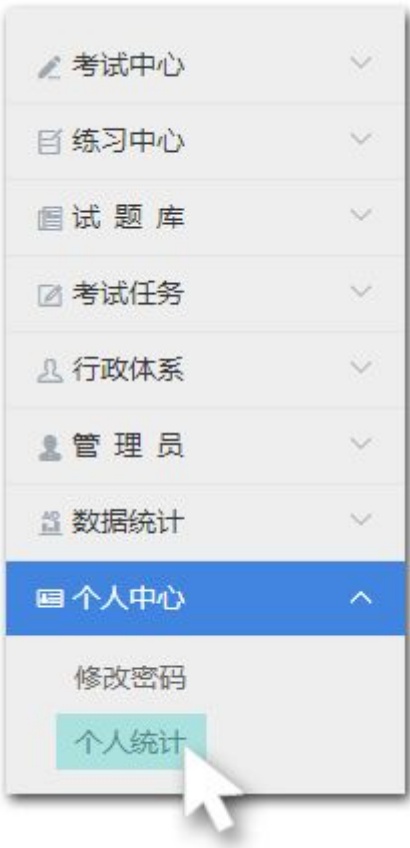 考试中心
练习中心
试 题 库
考试任务
行政体系
管 理 员
数据统计
个人中心
修改密码
个人统计